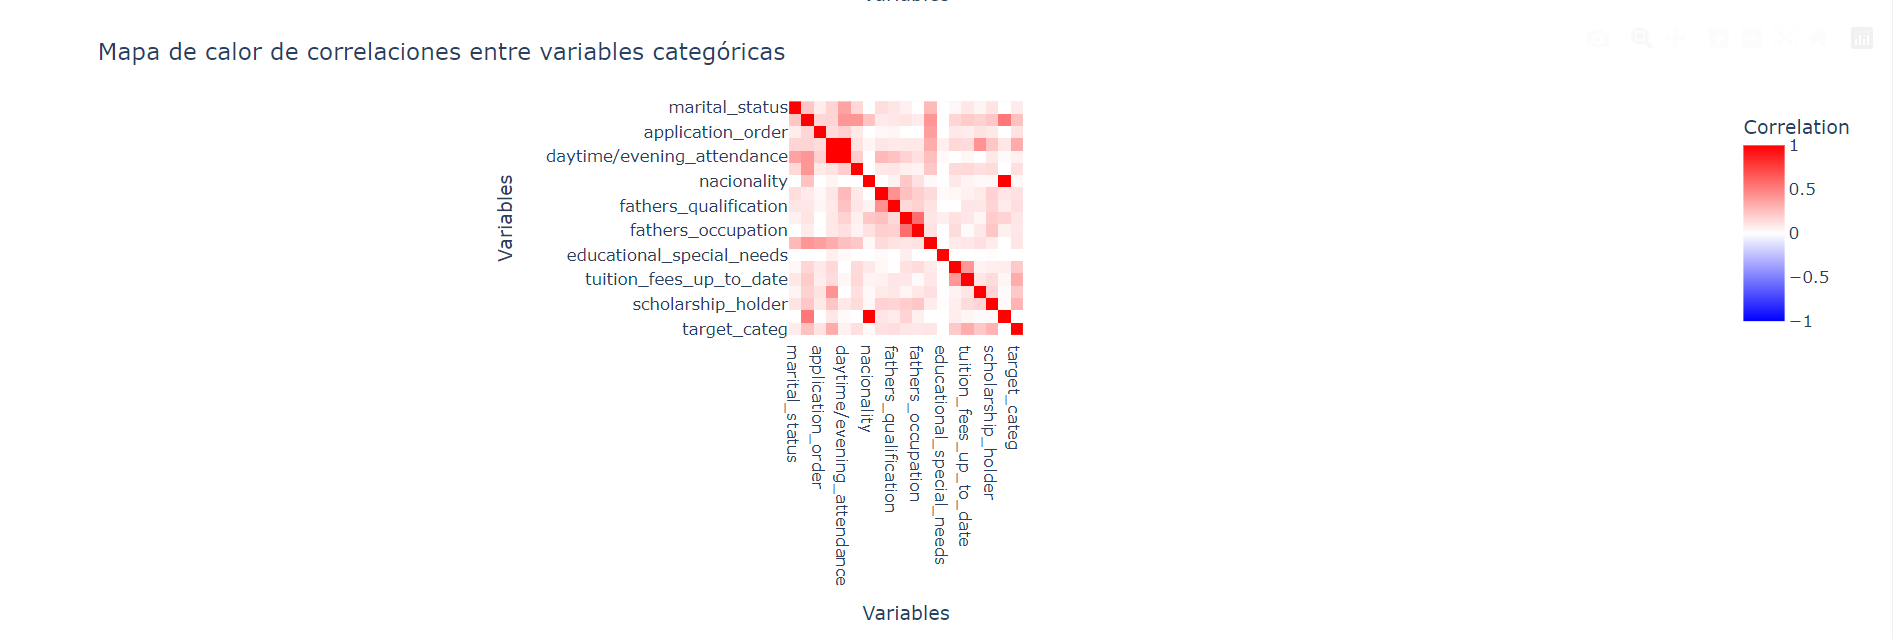 Variables
Mapa de calor de correlaciones entre variables categóricas
marital_status
application_order
daytime/evening_attendance
nacionality
fathers_qualification
fathers_occupation
educational_special_needs
tuition_fees_up_to_date
scholarship_holder
target_categ
Variables
marital_status
application_order
daytime/evening_attendance
nacionality
fathers_qualification
fathers_occupation
educational_special_needs
tuition_fees_up_to_date
scholarship_holder
target_categ
Variables
Correlation
1
0.5
0
−0.5
−1